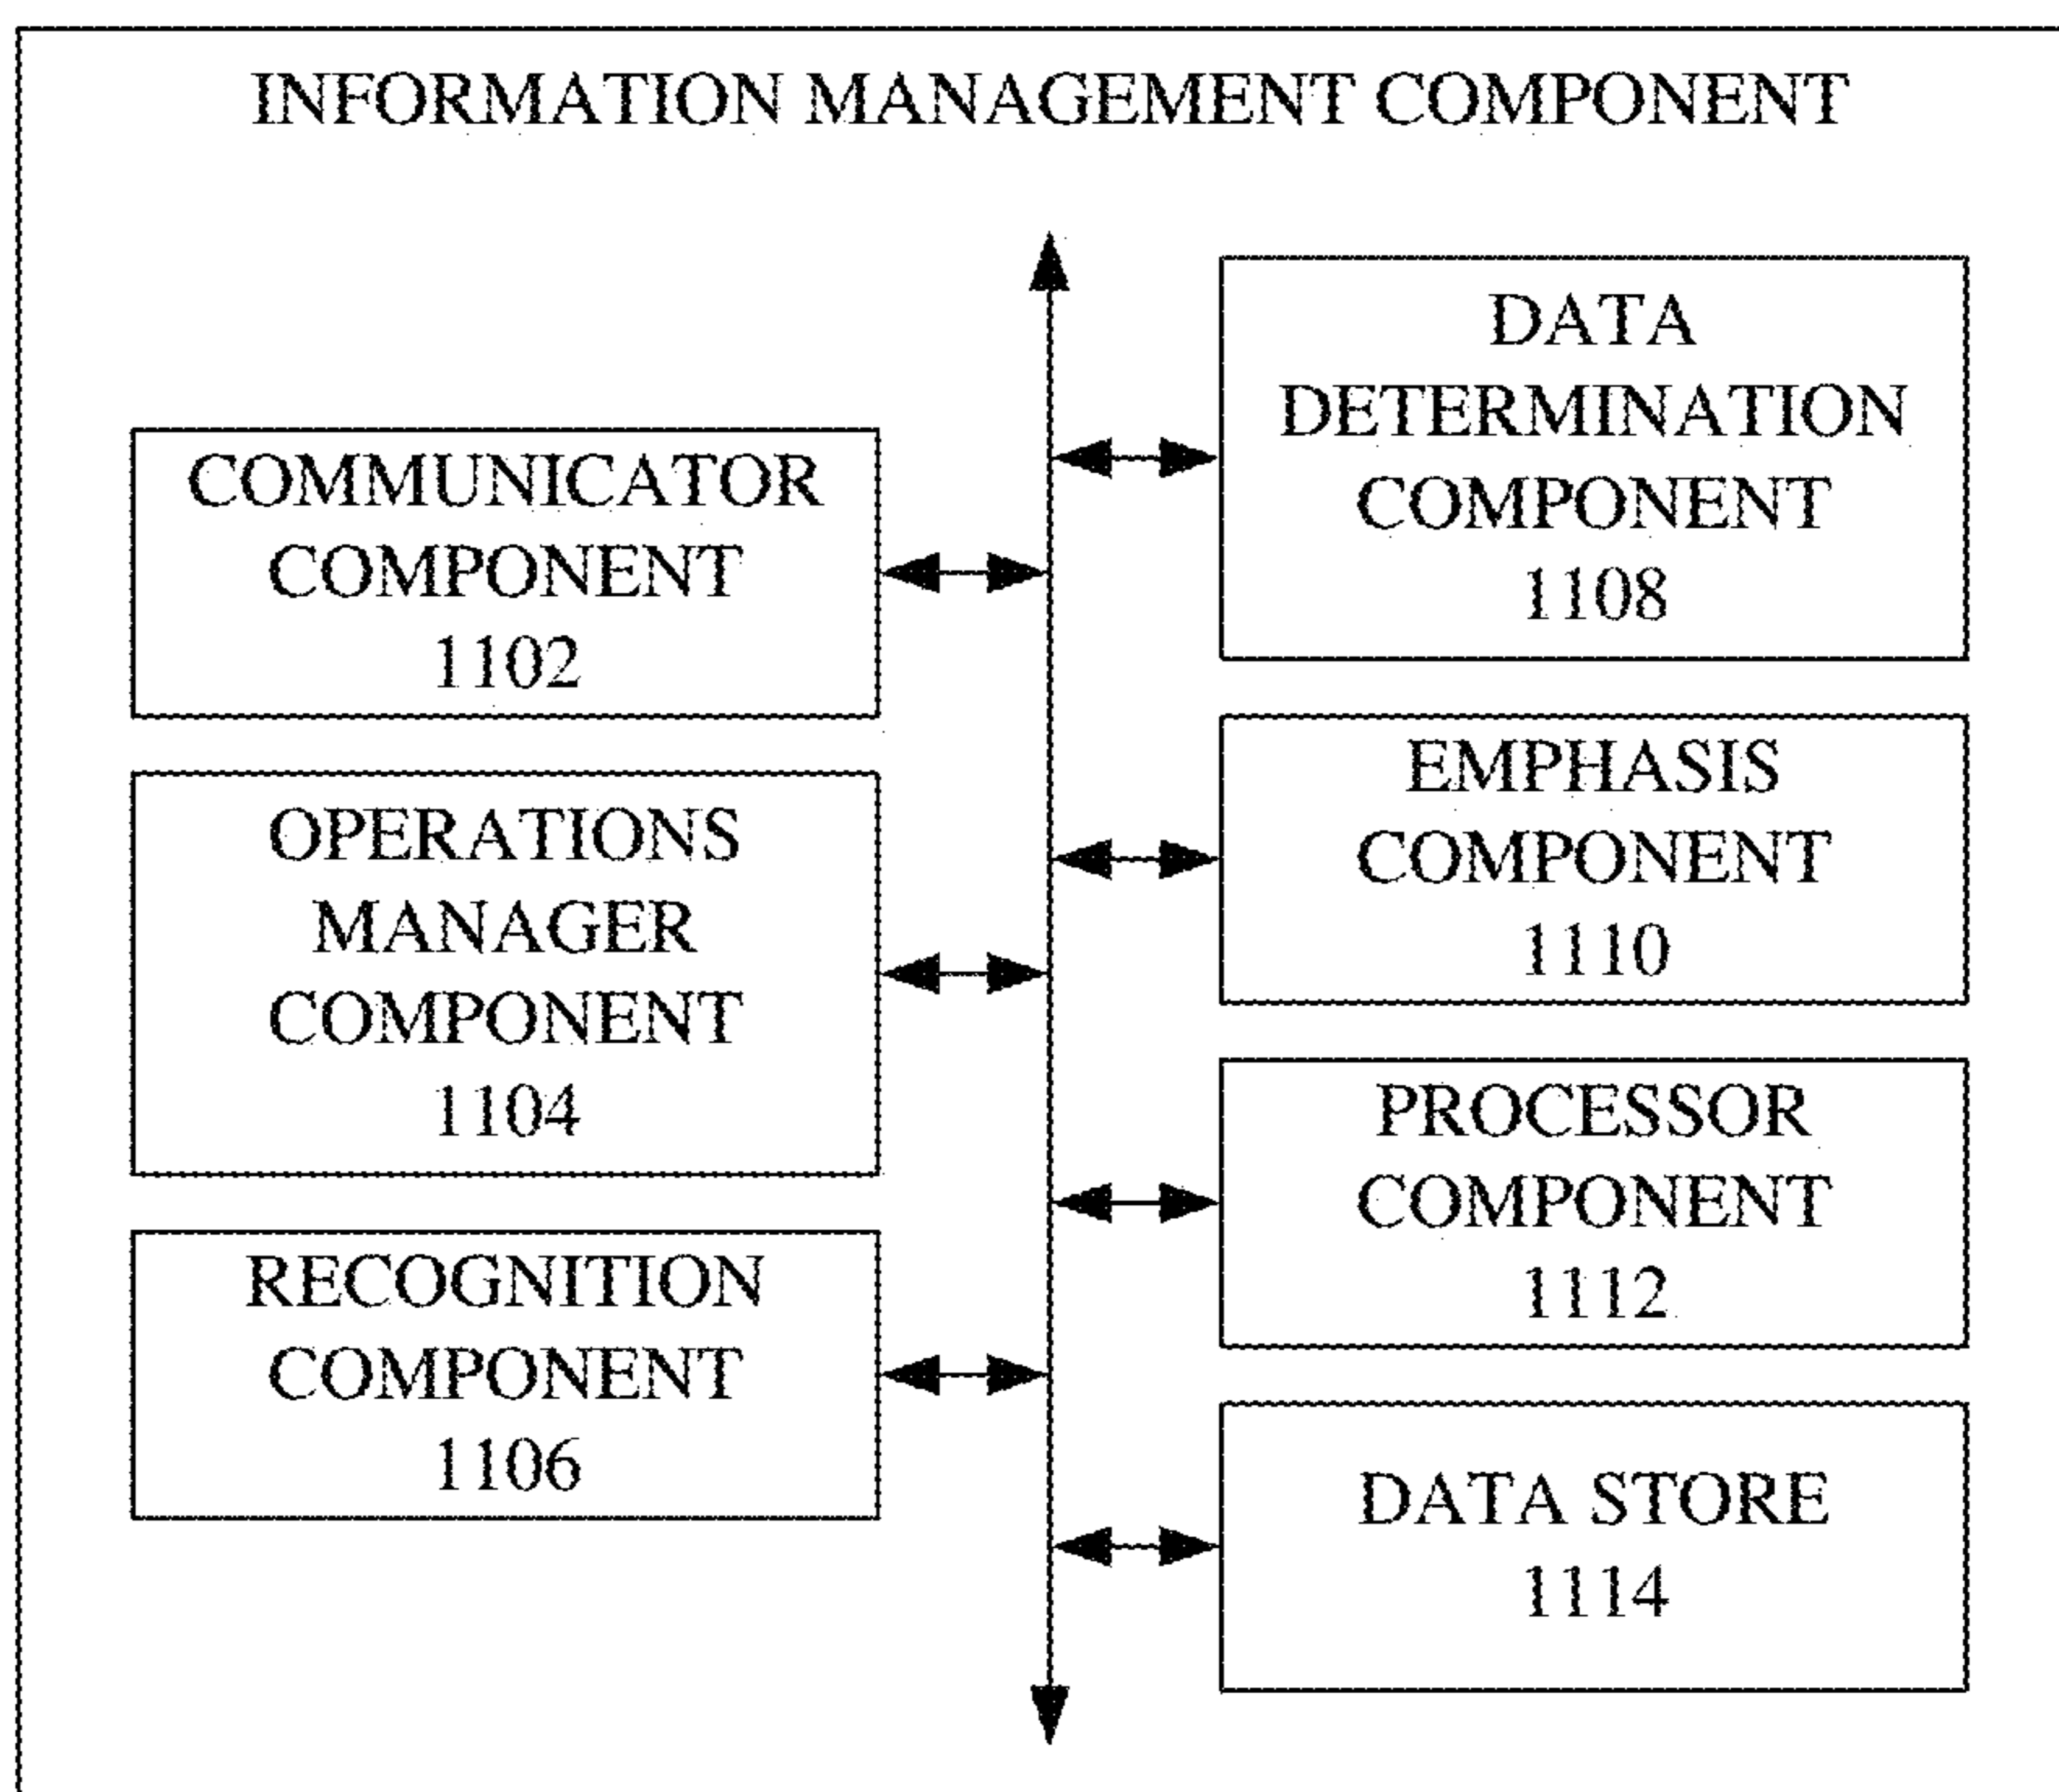 INFORMATION MANAGEMENT COMPONENT
COMMUNICATOR
COMPONENT
1102
OPERATIONS
MANAGER
COMPONENT
1104
RECOGNITION
COMPONENT
1106
DATA
DETERMINATION
COMPONENT
1108
EMPHASIS
COMPONENT
1110
PROCESSOR
COMPONENT
1112
DATA STORE
1114